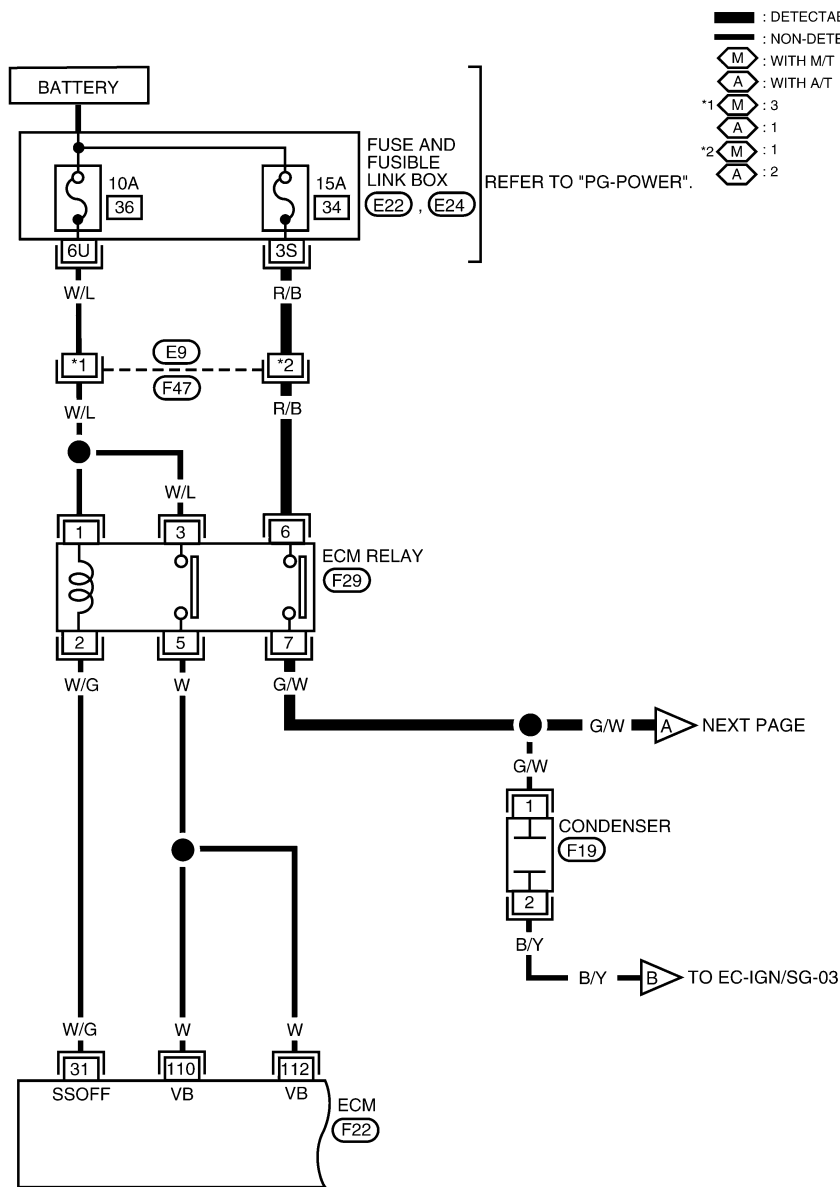 : DETECTAB
: NON-DETE
M : WITH M/T
A : WITH A/T
*1 M : 3
A : 1
*2 M : 1
A : 2
BATTERY
10A
36
15A
34
FUSE AND
FUSIBLE
LINK BOX
E22 , E24
REFER TO "PG-POWER".
6U
3S
W/L
R/B
*1
E9
*2
F47
W/L
R/B
W/L
1
3
6
ECM RELAY
F29
2
5
7
W/G
W
G/W
G/W
A
NEXT PAGE
G/W
1
CONDENSER
F19
2
B/Y
B/Y
B
TO EC-IGN/SG-03
W/G
W
W
31
110
112
SSOFF
VB
VB
ECM
F22